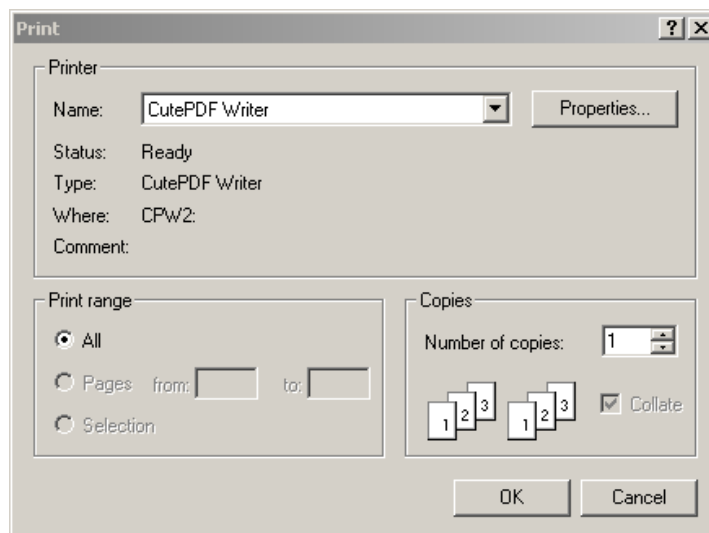 Print
Printer
Name: CutePDF Writer Properties...
Status: Ready
Type: CutePDF Writer
Where: CPW2:
Comment:
Print range
All
Pages from: to:
Selection
Copies
Number of copies: 1
1 2 3 1 2 3 Collate
OK Cancel